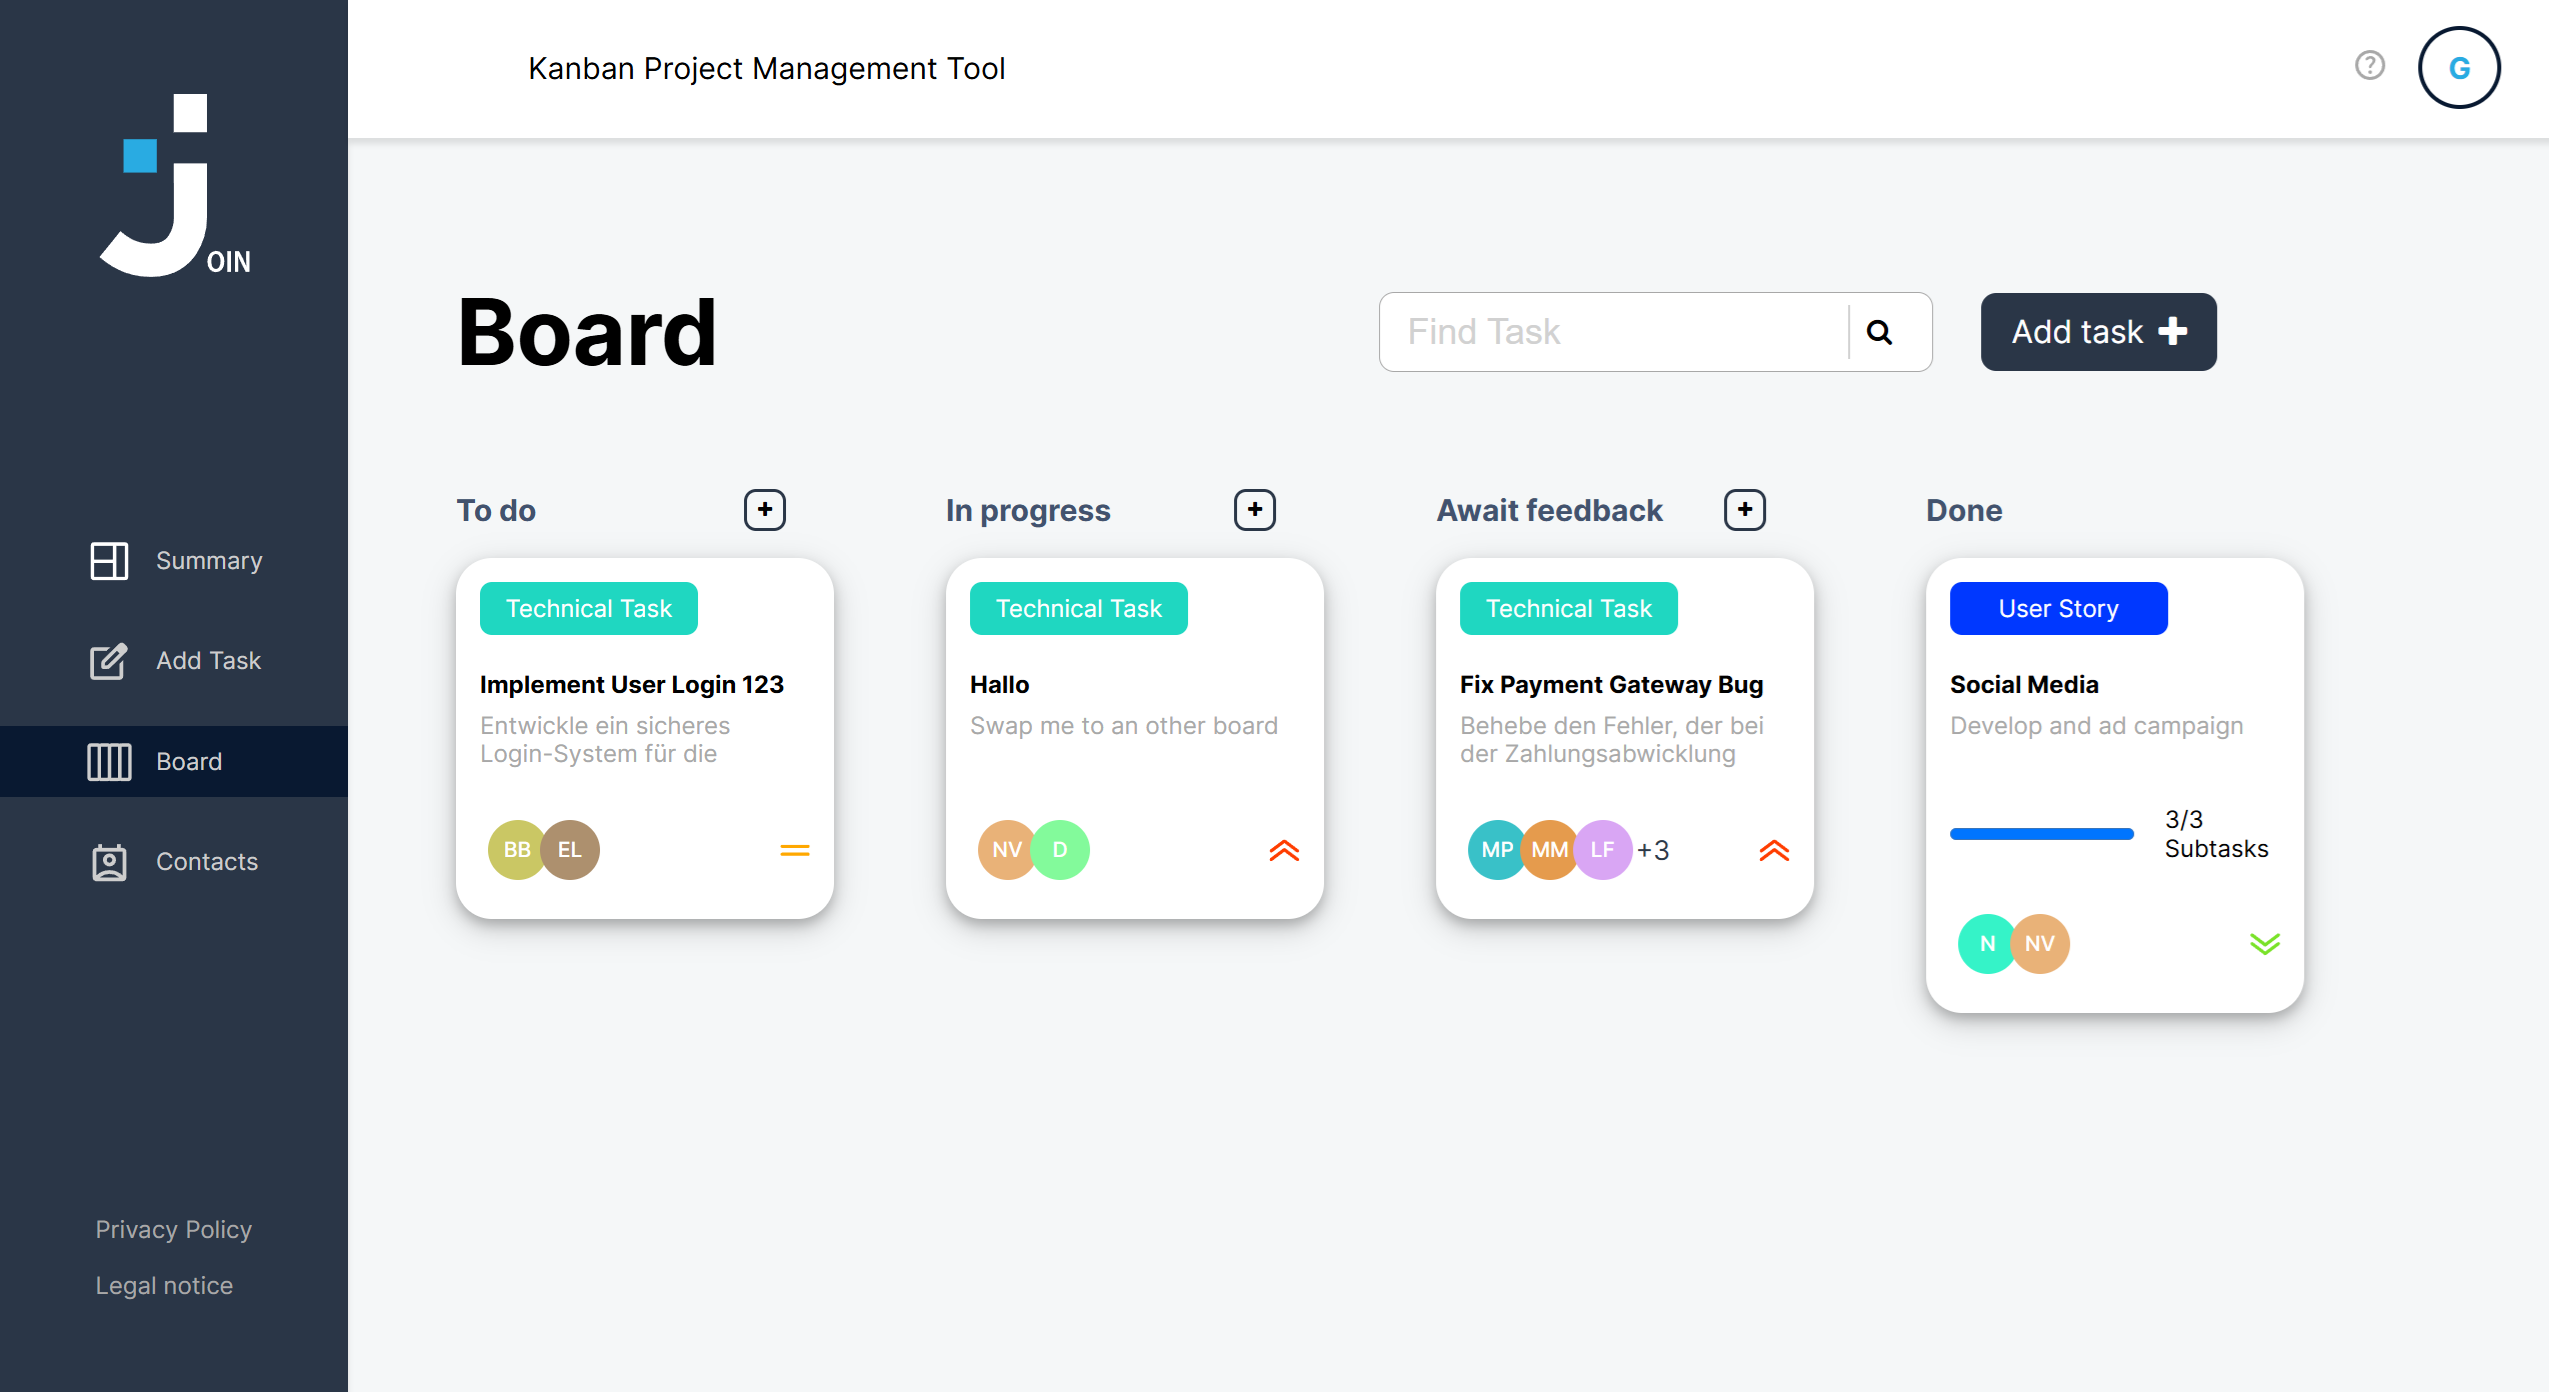 OIN
Summary
Add Task
Board
Contacts
Privacy Policy
Legal notice
Kanban Project Management Tool
?
G
Board
Find Task
Add task
To do
In progress
Await feedback
Done
Technical Task
Implement User Login 123
Entwickle ein sicheres
Login-System für die
BB EL
Technical Task
Hallo
Swap me to an other board
NV D
Technical Task
Fix Payment Gateway Bug
Behebe den Fehler, der bei
der Zahlungsabwicklung
MP MM LF +3
User Story
Social Media
Develop and ad campaign
3/3
Subtasks
N NV